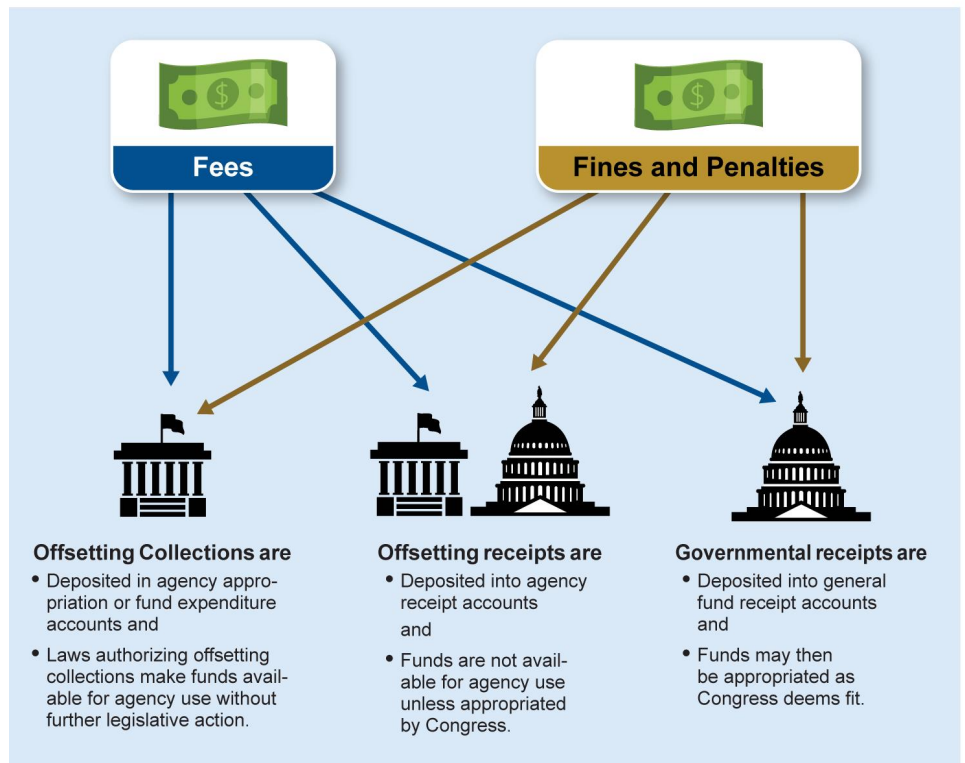 $
$
Fees
Fines and Penalties
Offsetting Collections are
• Deposited in agency appro-
priation or fund expenditure
accounts and
• Laws authorizing offsetting
collections make funds avail-
able for agency use without
further legislative action.
Offsetting receipts are
• Deposited into agency
receipt accounts
and
• Funds are not avail-
able for agency use
unless appropriated
by Congress.
Governmental receipts are
• Deposited into general
fund receipt accounts
and
• Funds may then
be appropriated as
Congress deems fit.